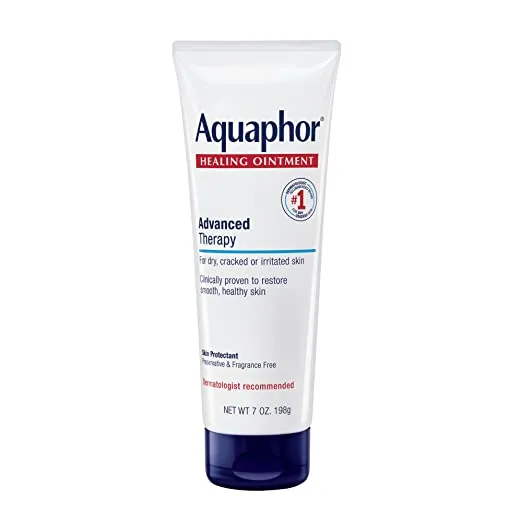 Aquaphor®
HEALING OINTMENT
#1
Advanced
Therapy
For dry, cracked or irritated skin
Clinically proven to restore
smooth, healthy skin
Skin Protectant
Preservative & Fragrance Free
Dermatologist recommended
NET WT 7 OZ. 198g